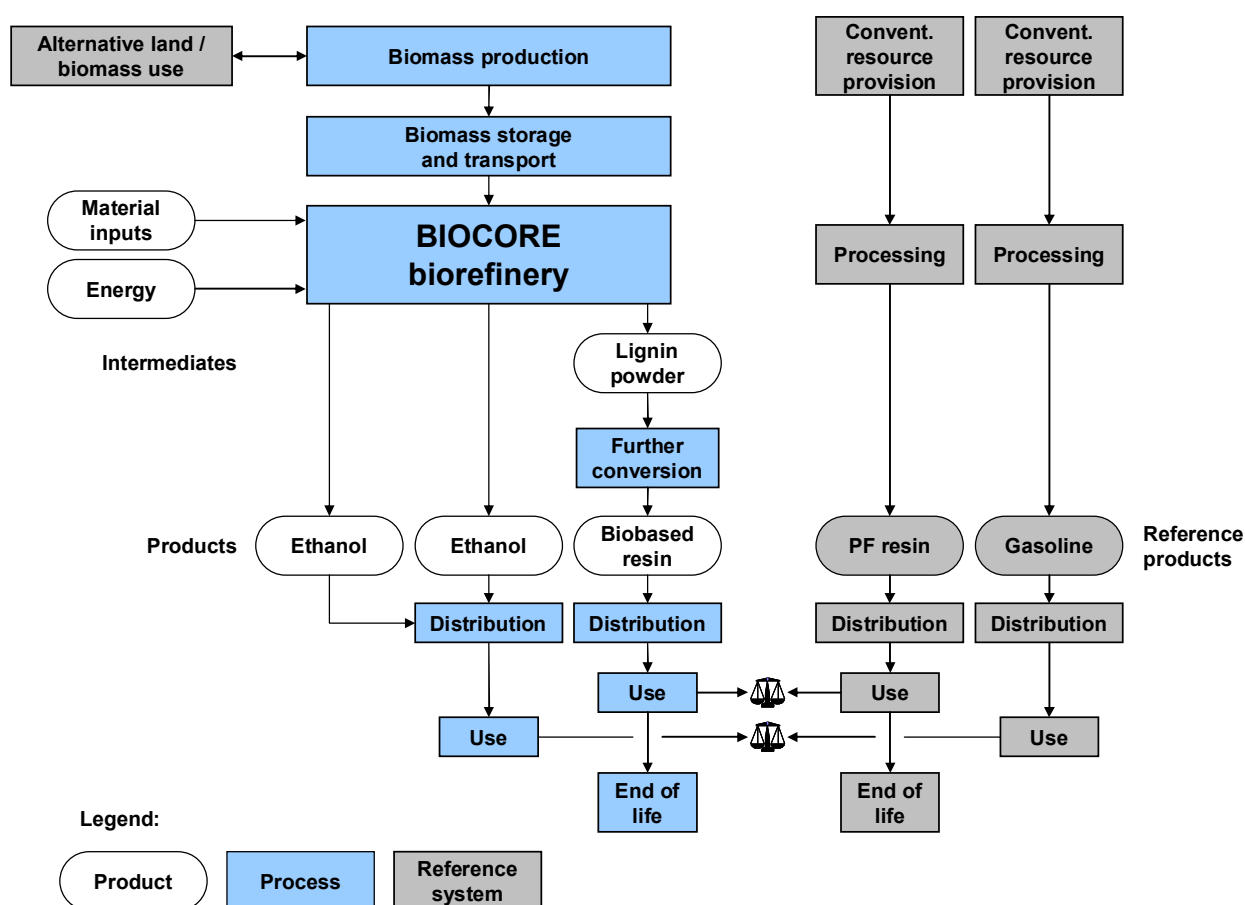 Alternative land /
biomass use
Biomass production
Convent.
resource
provision
Convent.
resource
provision
Biomass storage
and transport
Material
inputs
Energy
BIOCORE
biorefinery
Processing
Processing
Intermediates
Lignin
powder
Further
conversion
Products
Ethanol
Ethanol
Biobased
resin
PF resin
Gasoline
Reference
products
Distribution
Distribution
Distribution
Distribution
Use
Use
Use
Use
End of
life
End of
life
Legend:
Product
Process
Reference
system